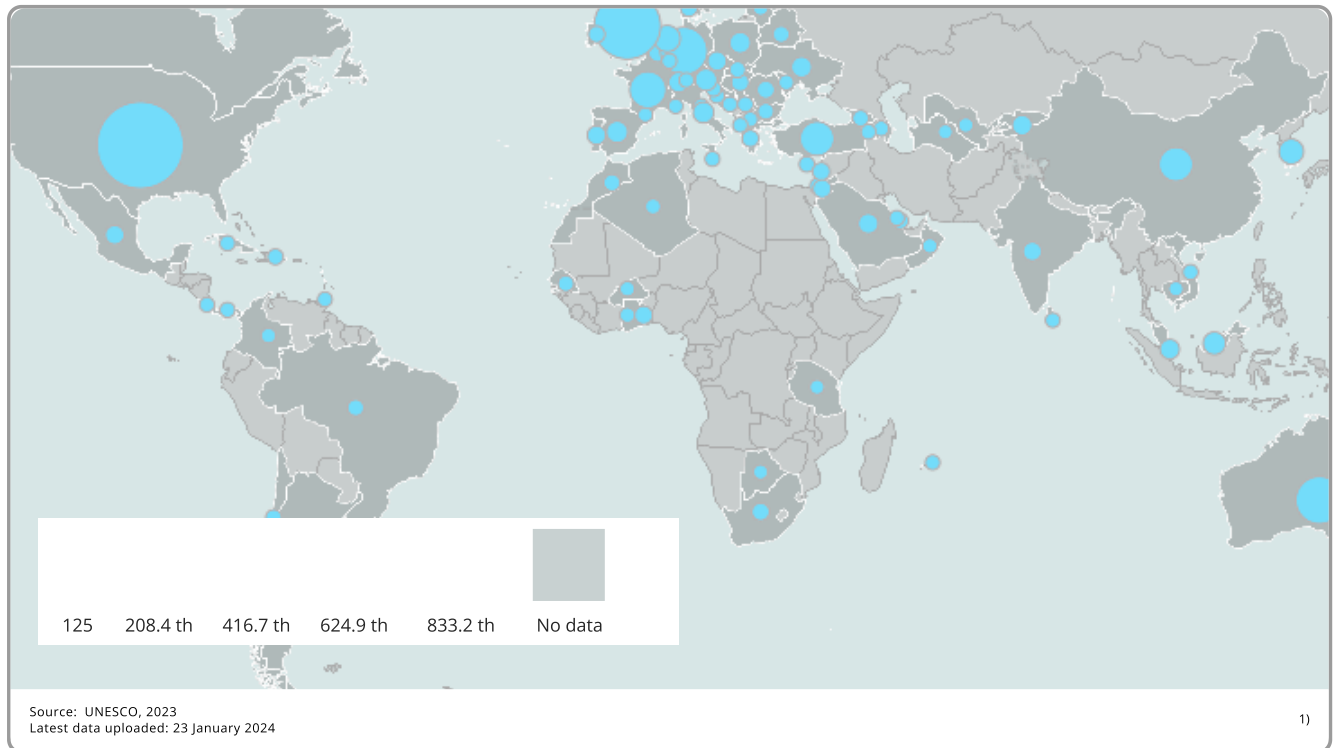 125 208.4 th 416.7 th 624.9 th 833.2 th No data
Source: UNESCO, 2023
Latest data uploaded: 23 January 2024
1)